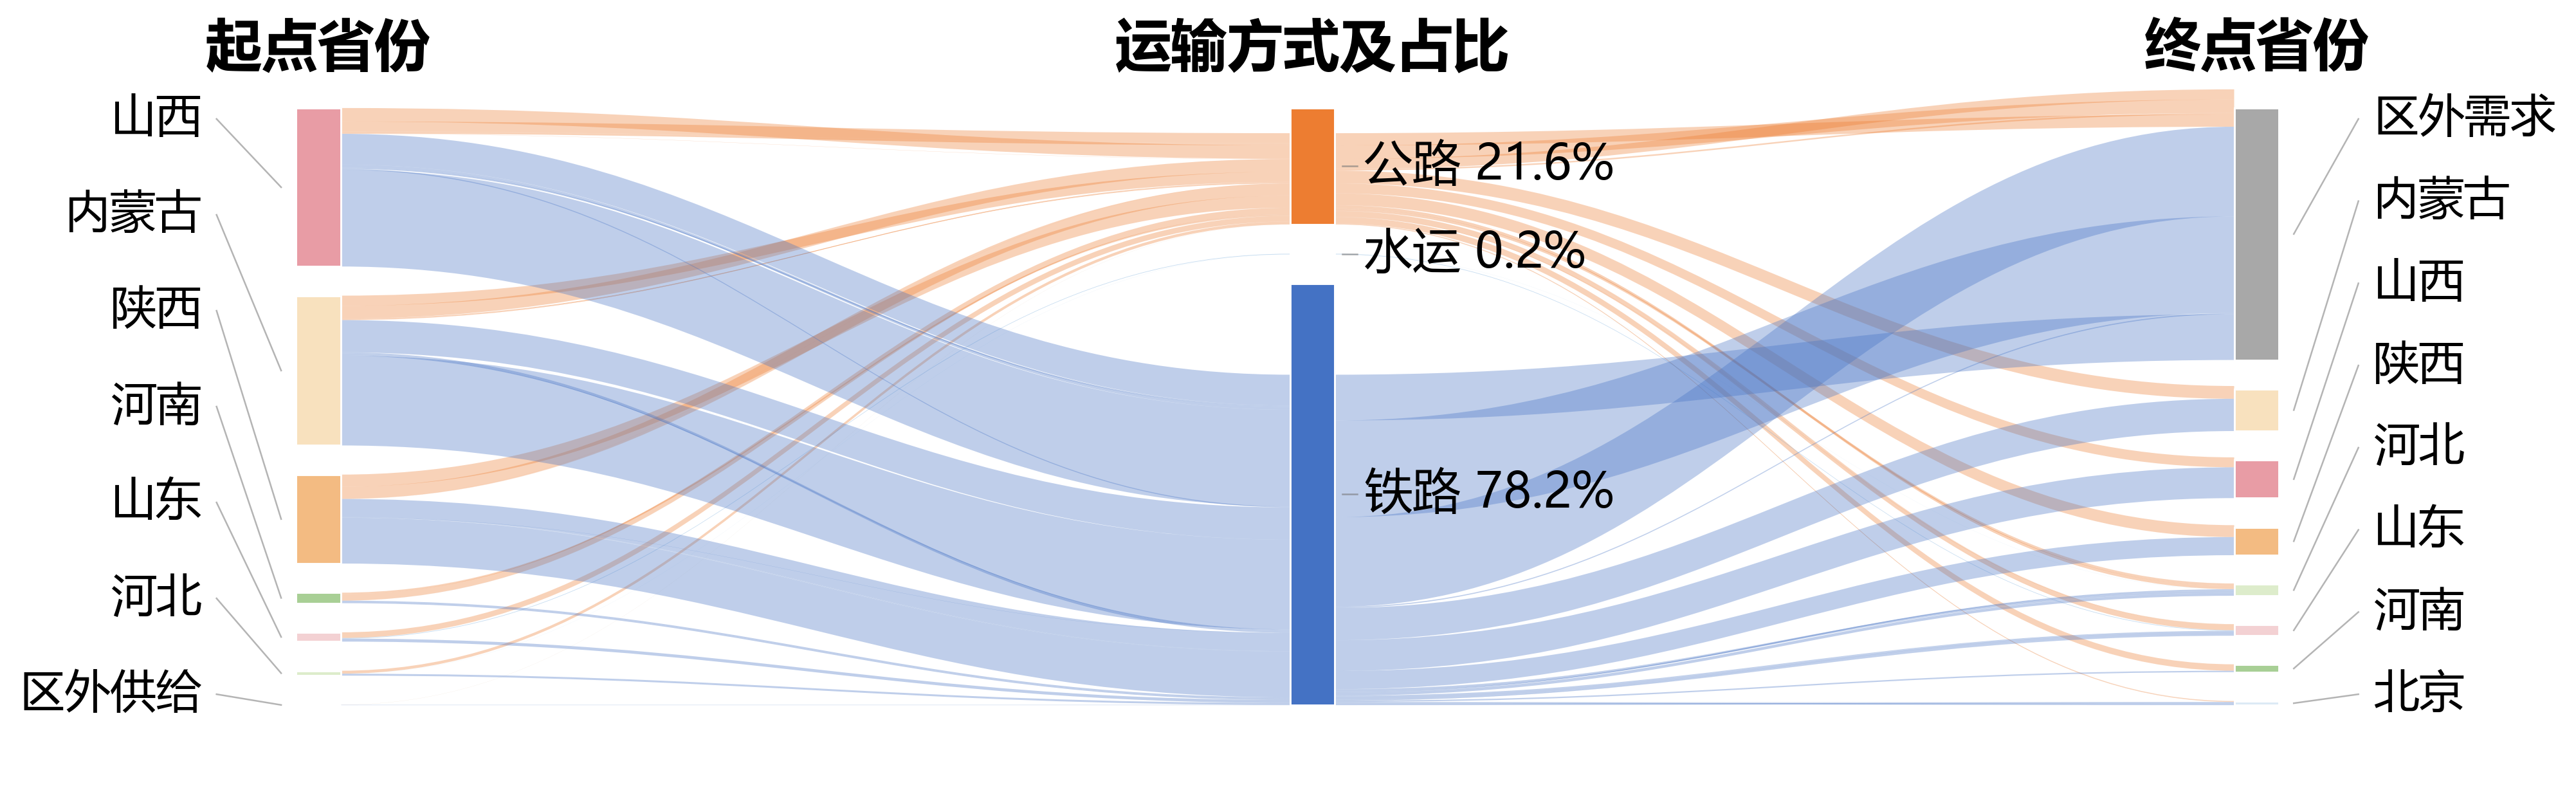 起点省份
山西
内蒙古
陕西
河南
山东
河北
区外供给
运输方式及占比
公路 21.6%
水运 0.2%
铁路 78.2%
终点省份
区外需求
内蒙古
山西
陕西
河北
山东
河南
北京